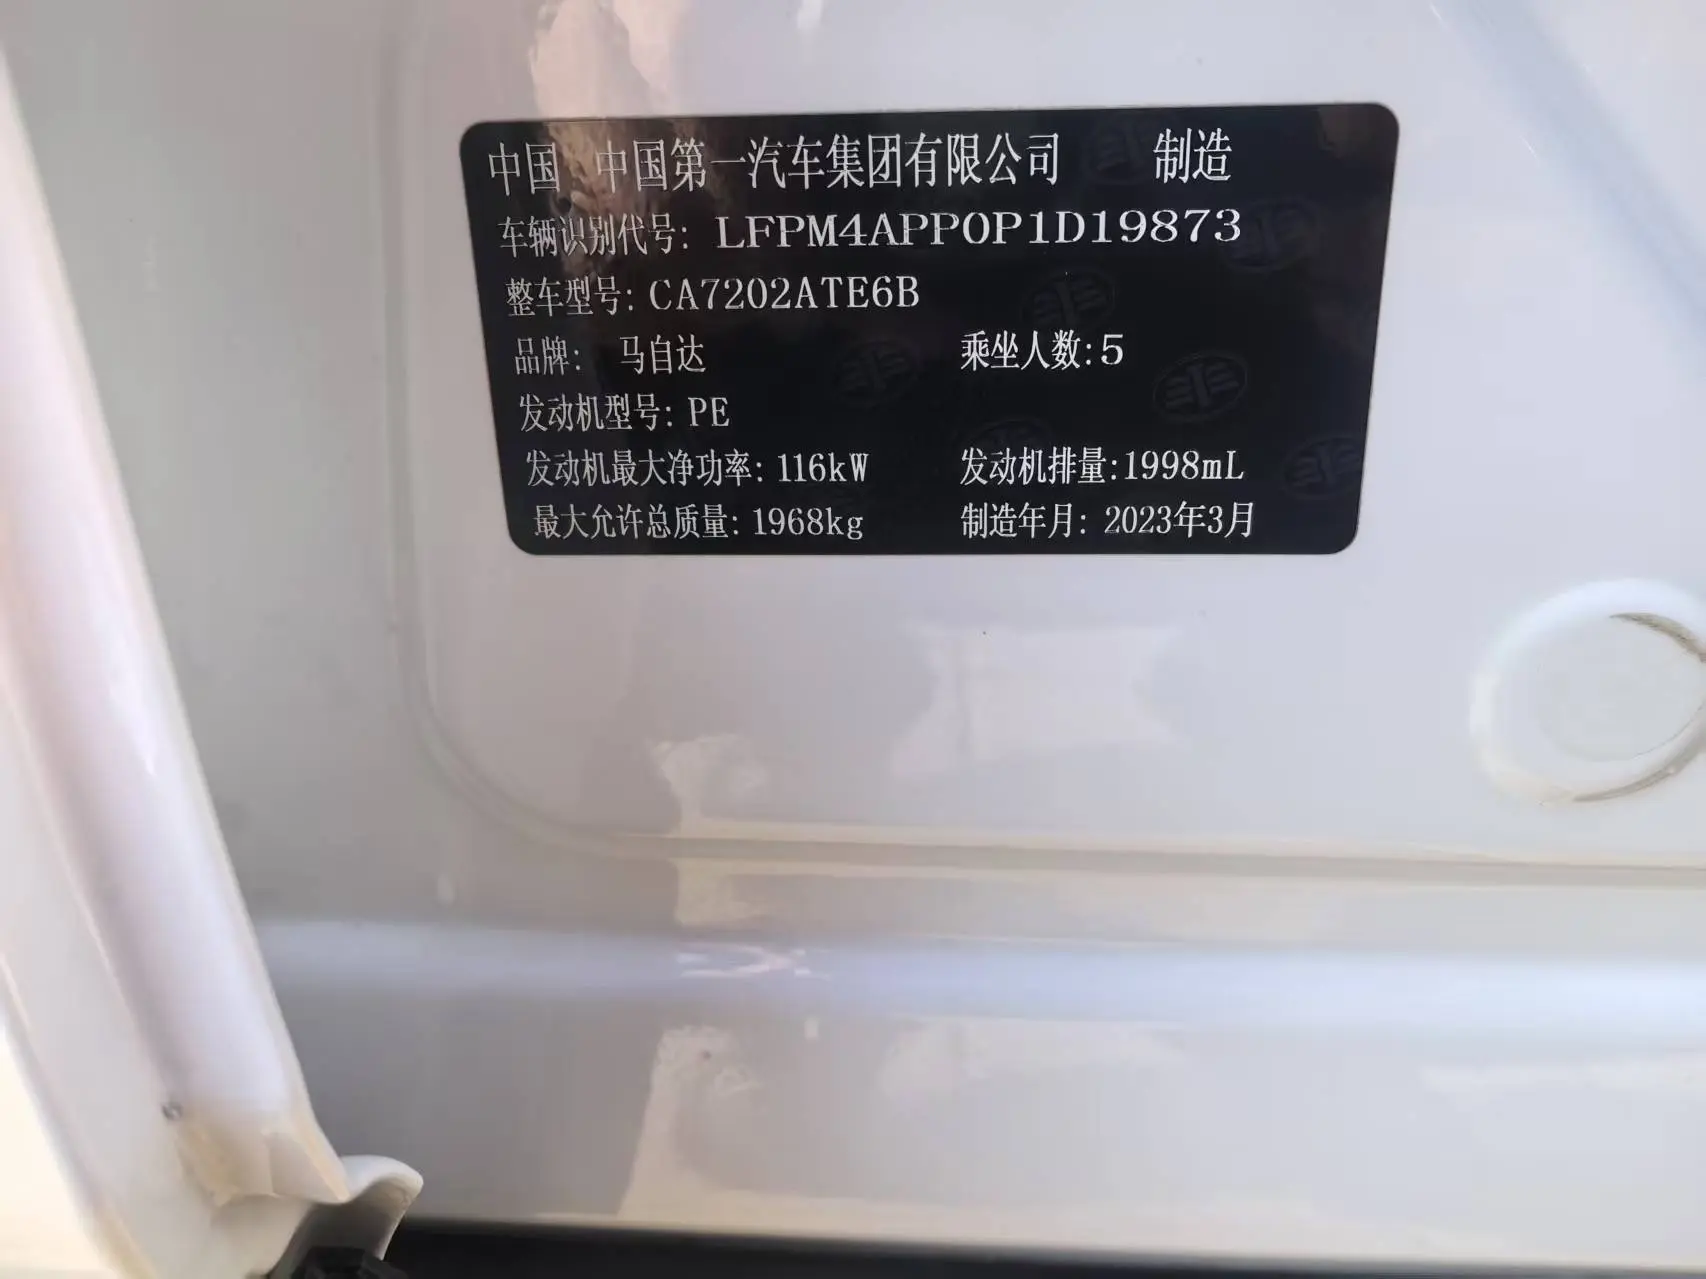 中国 中国第一汽车集团有限公司 制造
车辆识别代号: LFPM4APP0P1D19873
整车型号: CA7202ATE6B
品牌: 马自达 乘坐人数:5
发动机型号: PE
发动机最大净功率: 116kW 发动机排量:1998mL
最大允许总质量: 1968kg 制造年月: 2023年3月